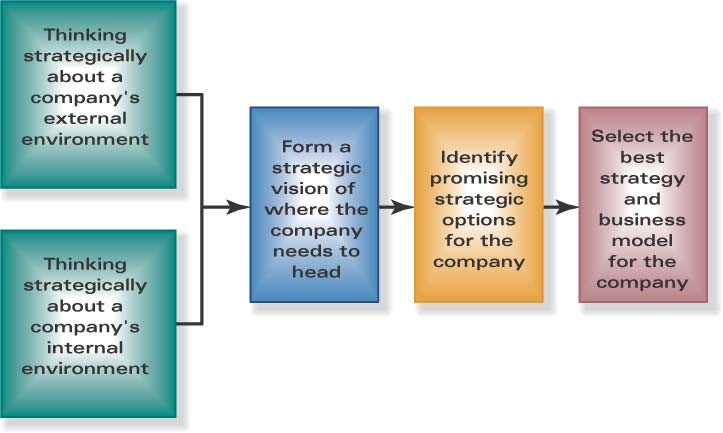 Thinking
strategically
about a
company's
external
environment
Thinking
strategically
about a
company's
internal
environment
Form a
strategic
vision of
where the
company
needs to
head
Identify
promising
strategic
options
for the
company
Select the
best
strategy
and
business
model
for the
company